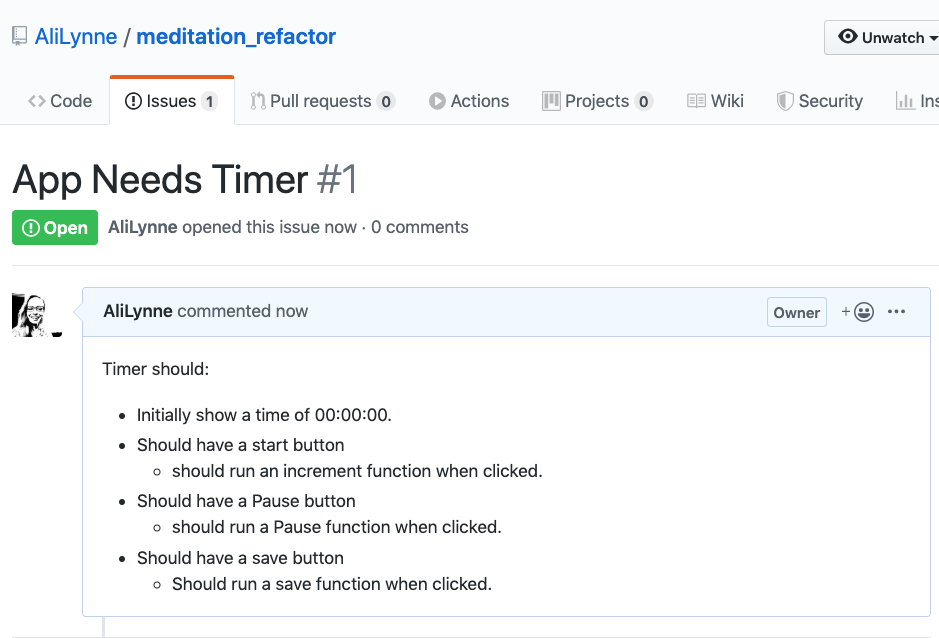 AliLynne / meditation_refactor
Unwatch
Code
Issues 1
Pull requests 0
Actions
Projects 0
Wiki
Security
Ins
App Needs Timer #1
Open
AliLynne opened this issue now · 0 comments
AliLynne commented now
Owner
+
Timer should:
• Initially show a time of 00:00:00.
• Should have a start button
◦ should run an increment function when clicked.
• Should have a Pause button
◦ should run a Pause function when clicked.
• Should have a save button
◦ Should run a save function when clicked.